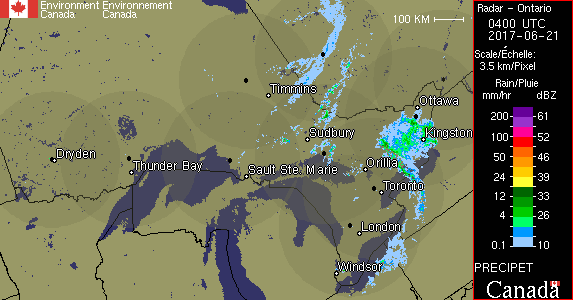 Environment Environnement
Canada Canada
100 KM
Timmins
Ottawa
Sudbury
Kingston
Dryden
Thunder Bay
Sault Ste. Marie
Orillia
Toronto
London
Windsor
Radar - Ontario
0400 UTC
2017-06-21
Scale/Échelle:
3.5 km/Pixel
Rain/Pluie
mm/hr dBZ
200 61
100 52
50 46
24 39
12 33
4 26
0.1 10
PRECIPET
Canada